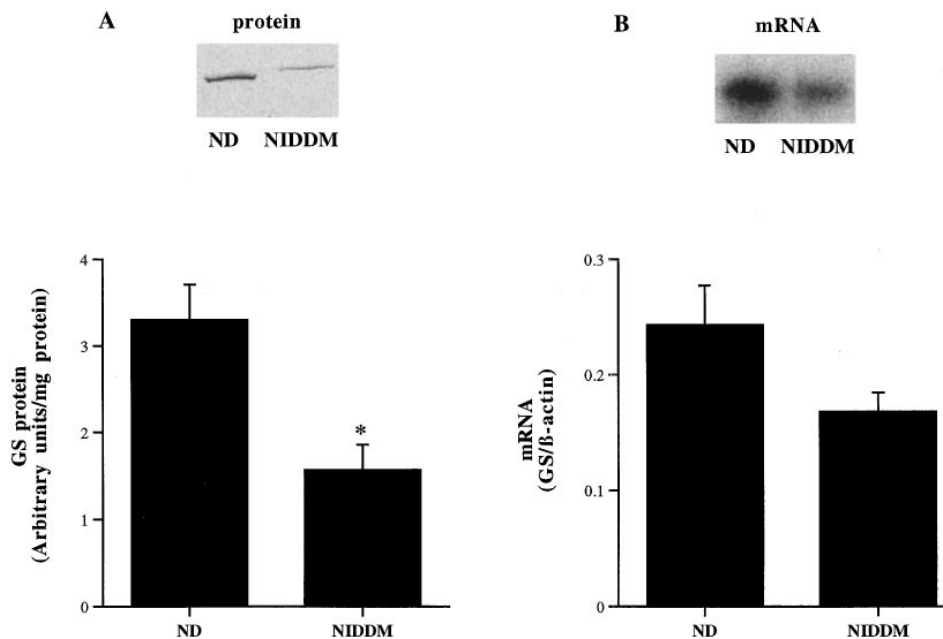 A
protein
ND NIDDM
4
3
2
1
0
GS protein
(Arbitrary units/mg protein)
*
ND
NIDDM
B
mRNA
ND NIDDM
0.3
0.2
0.1
0
mRNA
(GS/ß-actin)
ND
NIDDM